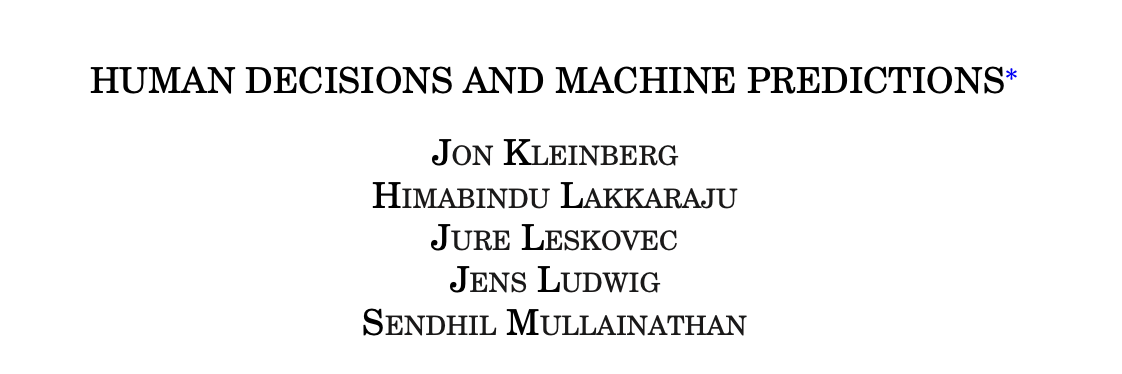 HUMAN DECISIONS AND MACHINE PREDICTIONS*
JON KLEINBERG
HIMABINDU LAKKARAJU
JURE LESKOVEC
JENS LUDWIG
SENDHIL MULLAINATHAN